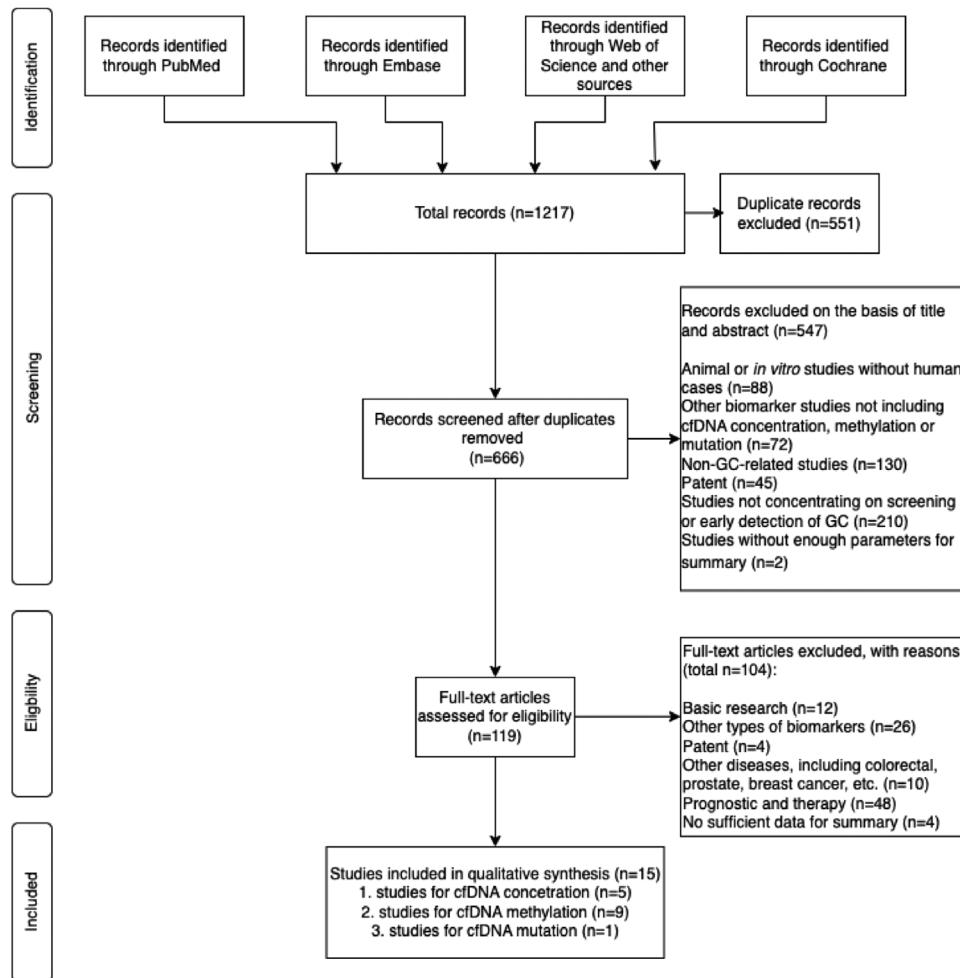 Identification
Records identified
through PubMed
Records identified
through Embase
Records identified
through Web of
Science and other
sources
Records identified
through Cochrane
Screening
Total records (n=1217)
Duplicate records
excluded (n=551)
Records screened after duplicates
removed
(n=666)
Records excluded on the basis of title
and abstract (n=547)
Animal or in vitro studies without human
cases (n=88)
Other biomarker studies not including
cfDNA concentration, methylation or
mutation (n=72)
Non-GC-related studies (n=130)
Patent (n=45)
Studies not concentrating on screening
or early detection of GC (n=210)
Studies without enough parameters for
summary (n=2)
Eligbility
Full-text articles
assessed for eligibility
(n=119)
Full-text articles excluded, with reasons
(total n=104):
Basic research (n=12)
Other types of biomarkers (n=26)
Patent (n=4)
Other diseases, including colorectal,
prostate, breast cancer, etc. (n=10)
Prognostic and therapy (n=48)
No sufficient data for summary (n=4)
Included
Studies included in qualitative synthesis (n=15)
1. studies for cfDNA concetration (n=5)
2. studies for cfDNA methylation (n=9)
3. studies for cfDNA mutation (n=1)